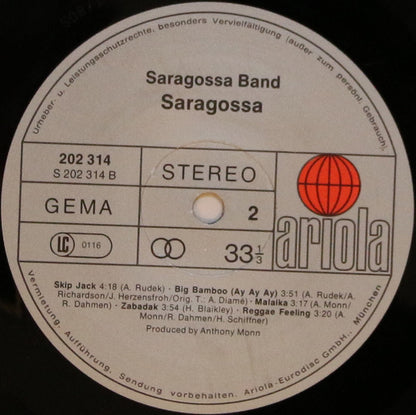 Urheber- u. Leistungsschutzrechte, besonders Vervielfältigung (außer zum persönl. Gebrauch),
Saragossa Band
Saragossa
202 314
S 202 314 B
STEREO
GEMA
2
LC 0116
33 1/3
ariola
Skip Jack 4:18 (A. Rudek) · Big Bamboo (Ay Ay Ay) 3:51 (A. Rudek/A.
Richardson/J. Herzensfroh/Orig. T.: A. Diamé) · Malaika 3:17 (A. Monn/
R. Dahmen) · Zabadak 3:54 (H. Blaikley) · Reggae Feeling 3:20 (A.
Monn/R. Dahmen/H. Schiffner)
Produced by Anthony Monn
Vermietung, Aufführung, Sendung vorbehalten. Ariola-Eurodisc GmbH., München